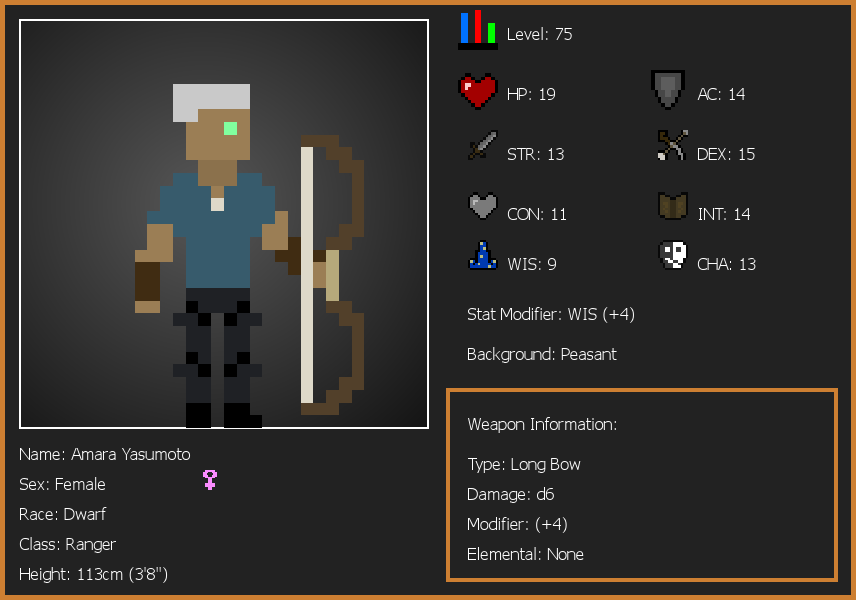 Level: 75
HP: 19
AC: 14
STR: 13
DEX: 15
CON: 11
INT: 14
WIS: 9
CHA: 13
Stat Modifier: WIS (+4)
Background: Peasant
Weapon Information:
Type: Long Bow
Damage: d6
Modifier: (+4)
Elemental: None
Name: Amara Yasumoto
Sex: Female
Race: Dwarf
Class: Ranger
Height: 113cm (3'8")